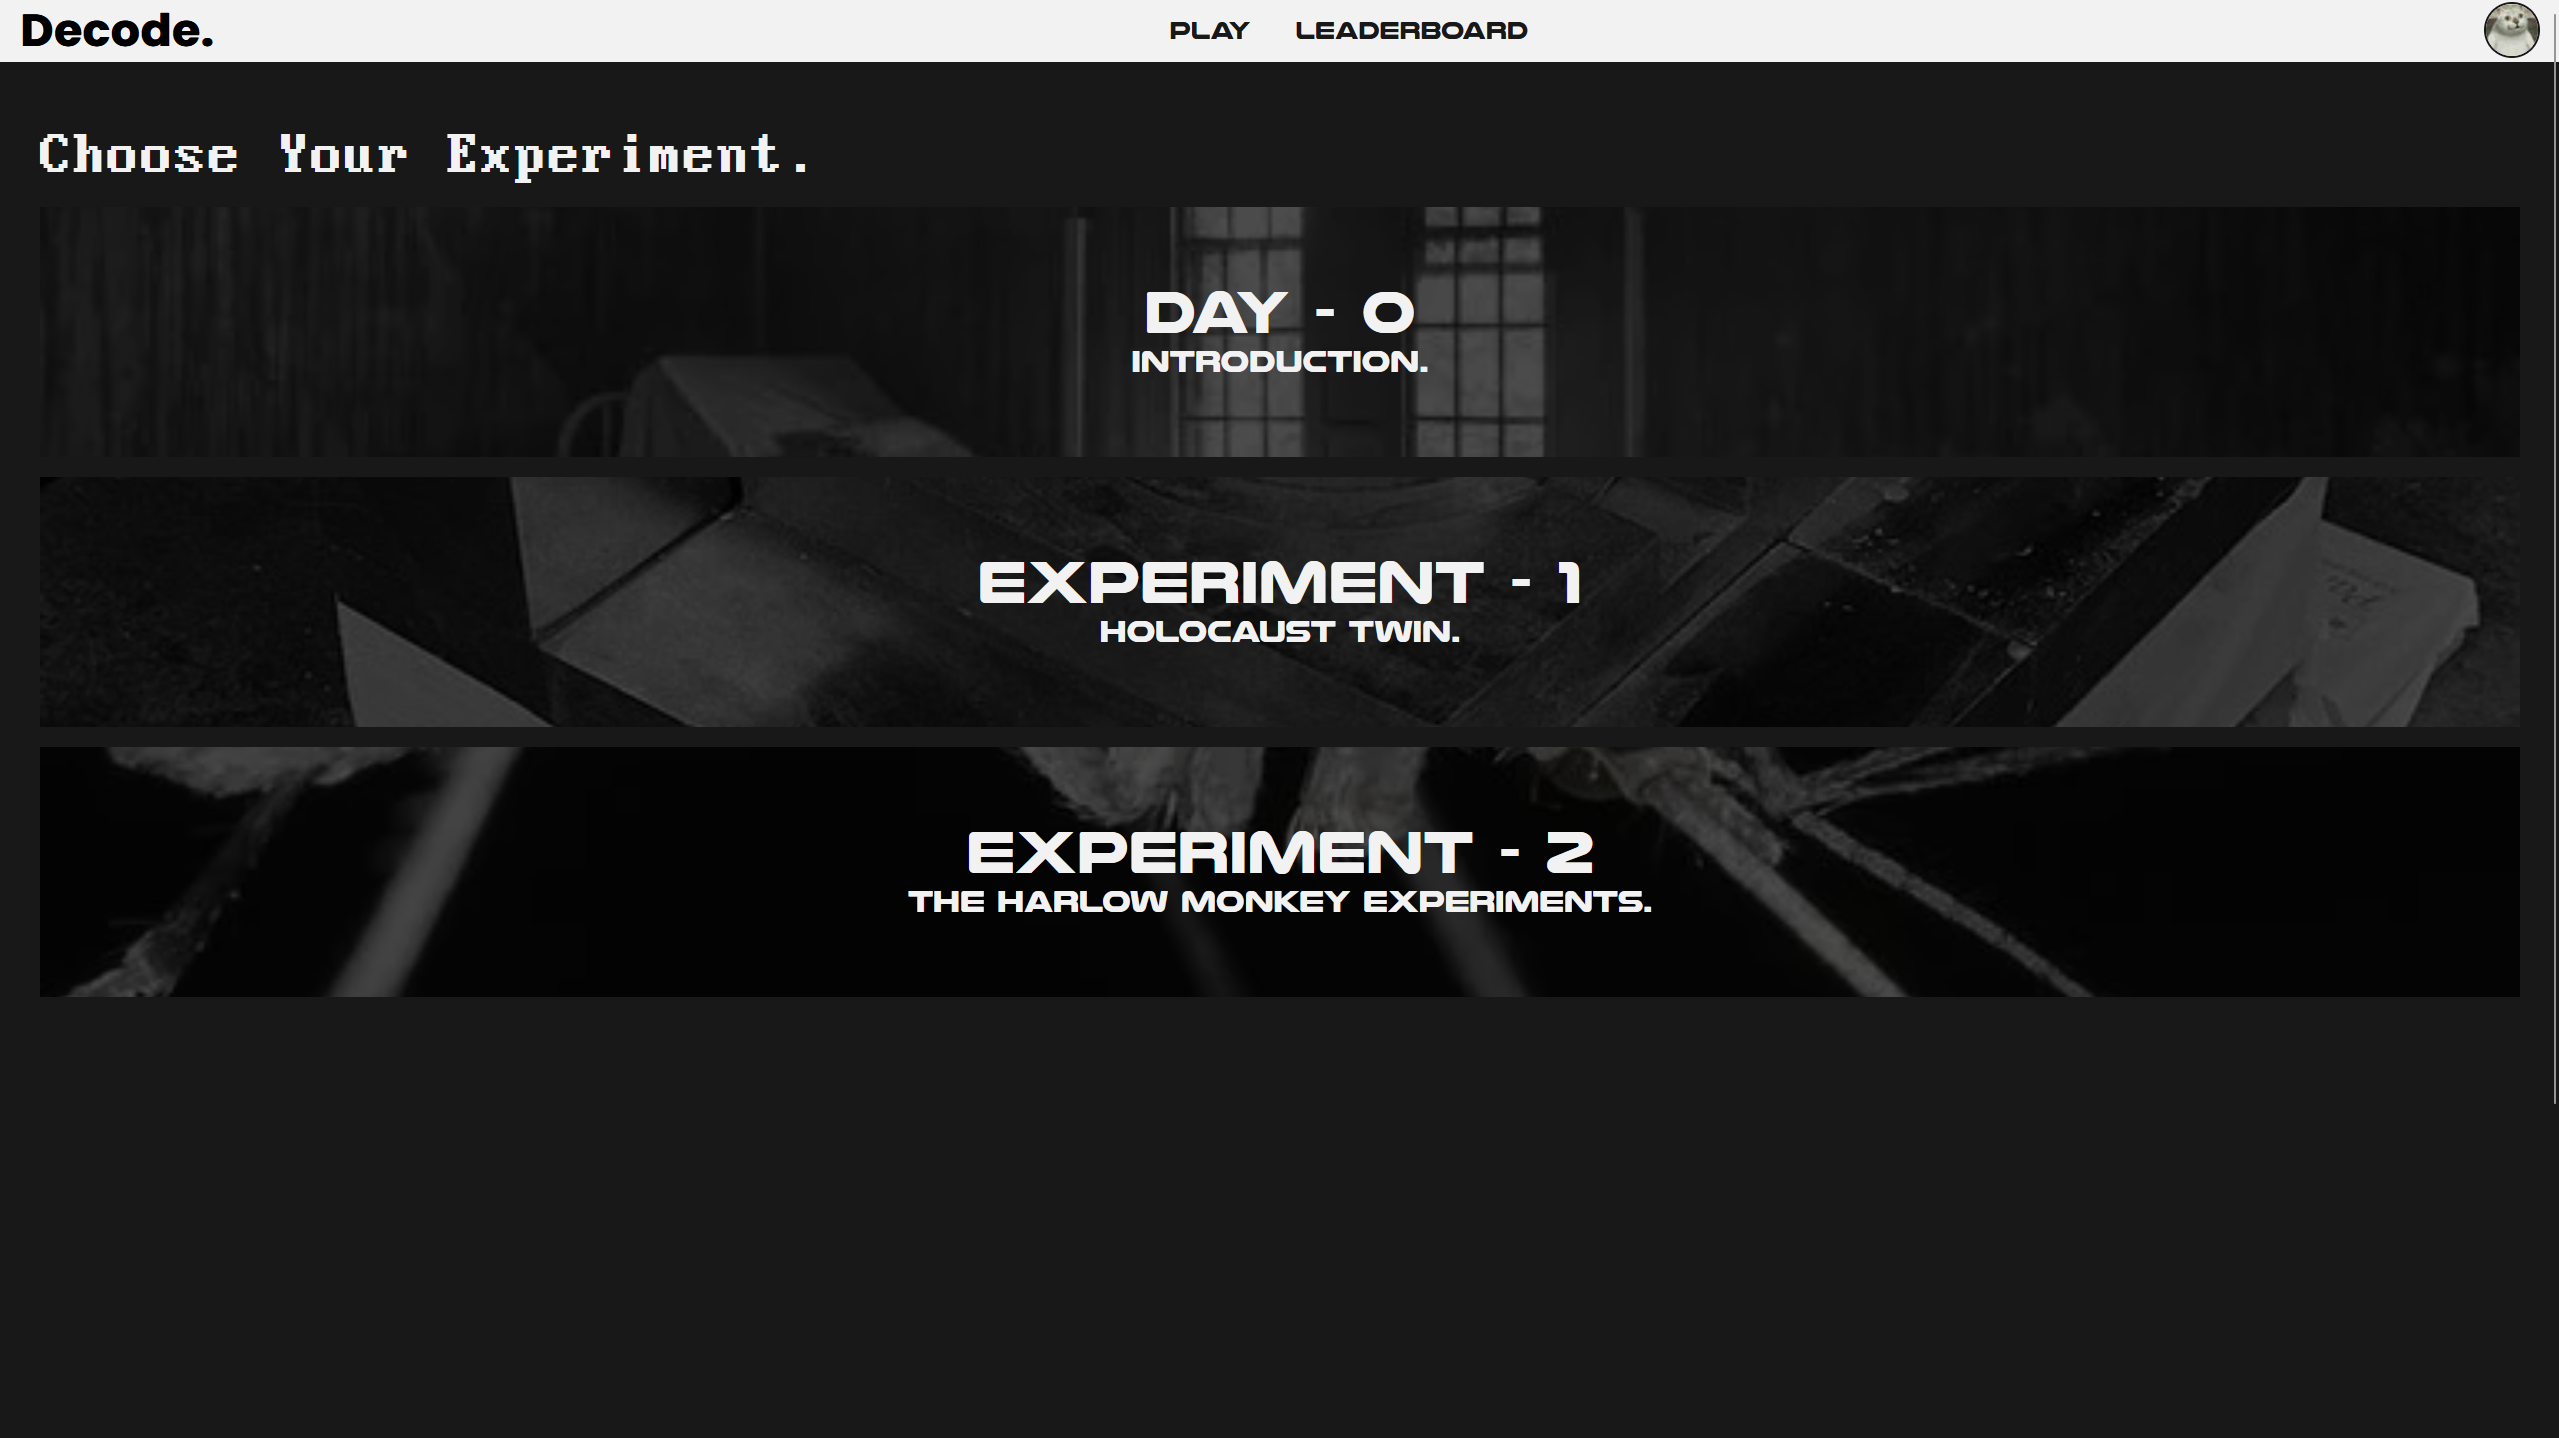 Decode.
PLAY LEADERBOARD
Choose Your Experiment.
DAY - 0
INTRODUCTION.
EXPERIMENT - 1
HOLOCAUST TWIN.
EXPERIMENT - 2
THE HARLOW MONKEY EXPERIMENTS.